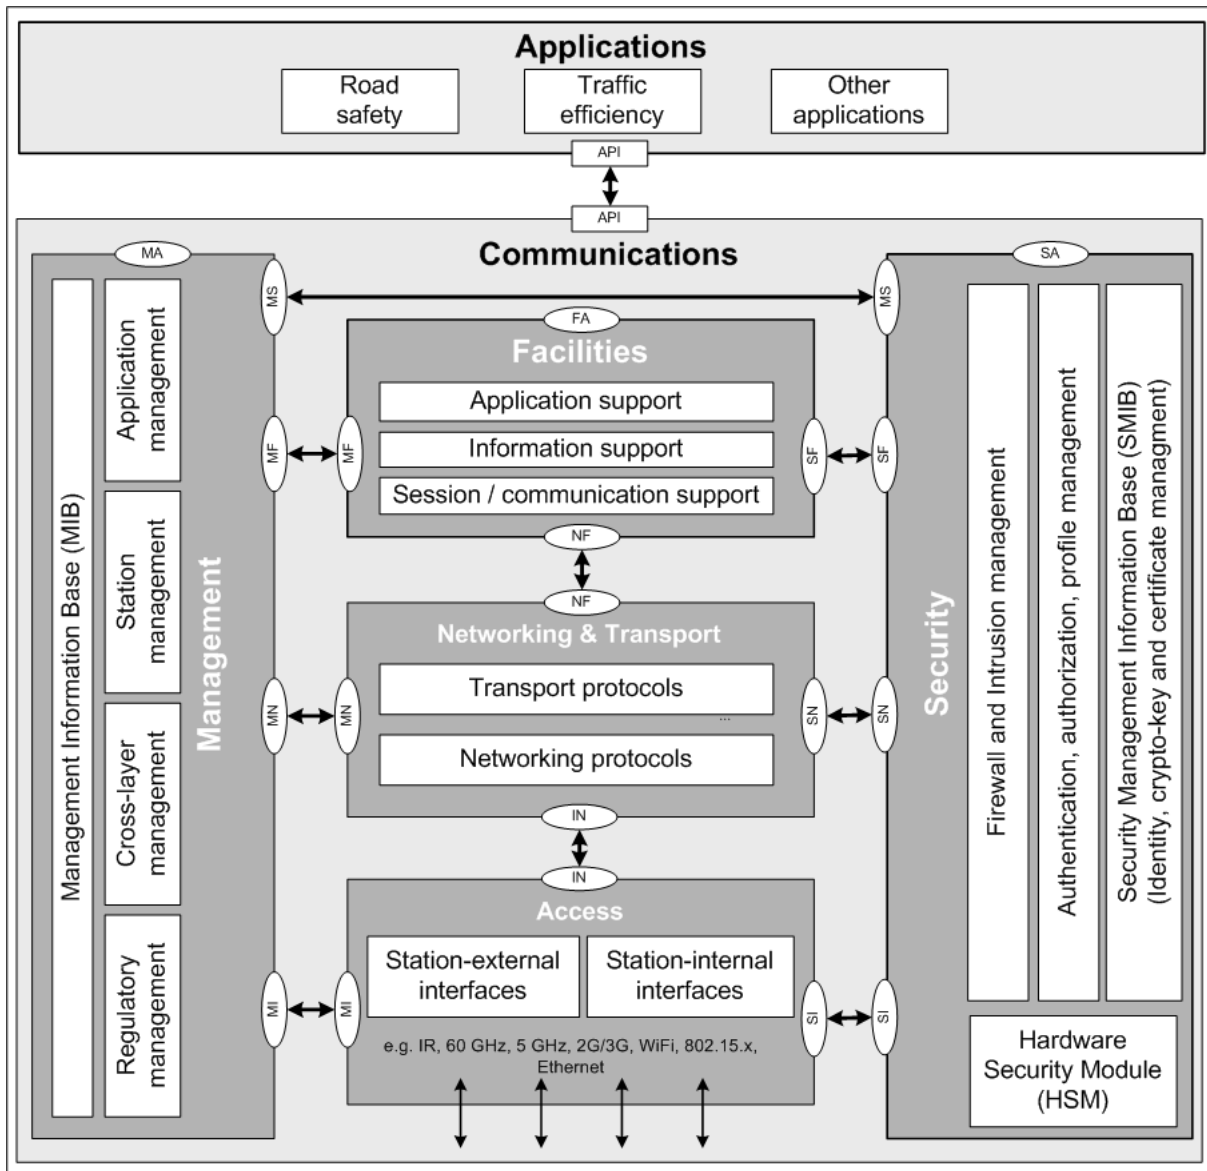 Applications
Road
safety
Traffic
efficiency
Other
applications
API
API
Communications
MA
SA
MS
MS
Management Information Base (MIB)
Application
management
Station
management
Cross-layer
management
Regulatory
management
Management
FA
Facilities
Application support
Information support
Session / communication support
MF
MF
SF
SF
NF
NF
Networking & Transport
Transport protocols
...
Networking protocols
MN
MN
SN
SN
IN
IN
Access
Station-external
interfaces
Station-internal
interfaces
e.g. IR, 60 GHz, 5 GHz, 2G/3G, WiFi, 802.15.x,
Ethernet
MI
MI
SI
SI
Security
Firewall and Intrusion management
Authentication, authorization, profile management
Security Management Information Base (SMIB)
(Identity, crypto-key and certificate managment)
Hardware
Security Module
(HSM)